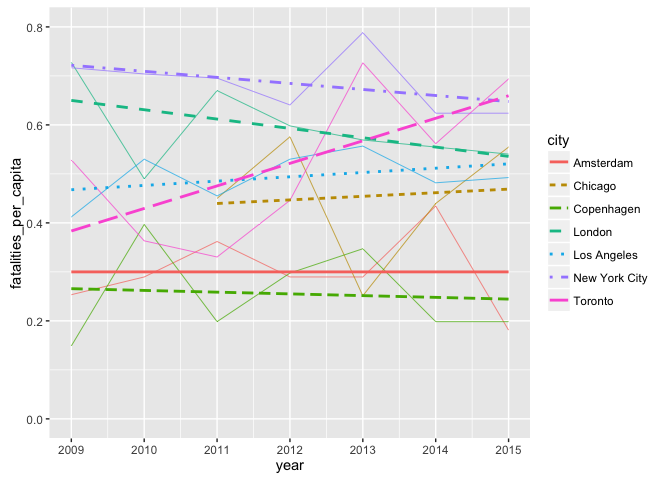 0.8
0.6
0.4
0.2
0.0
fatalities_per_capita
2009 2010 2011 2012 2013 2014 2015
year
city
Amsterdam
Chicago
Copenhagen
London
Los Angeles
New York City
Toronto